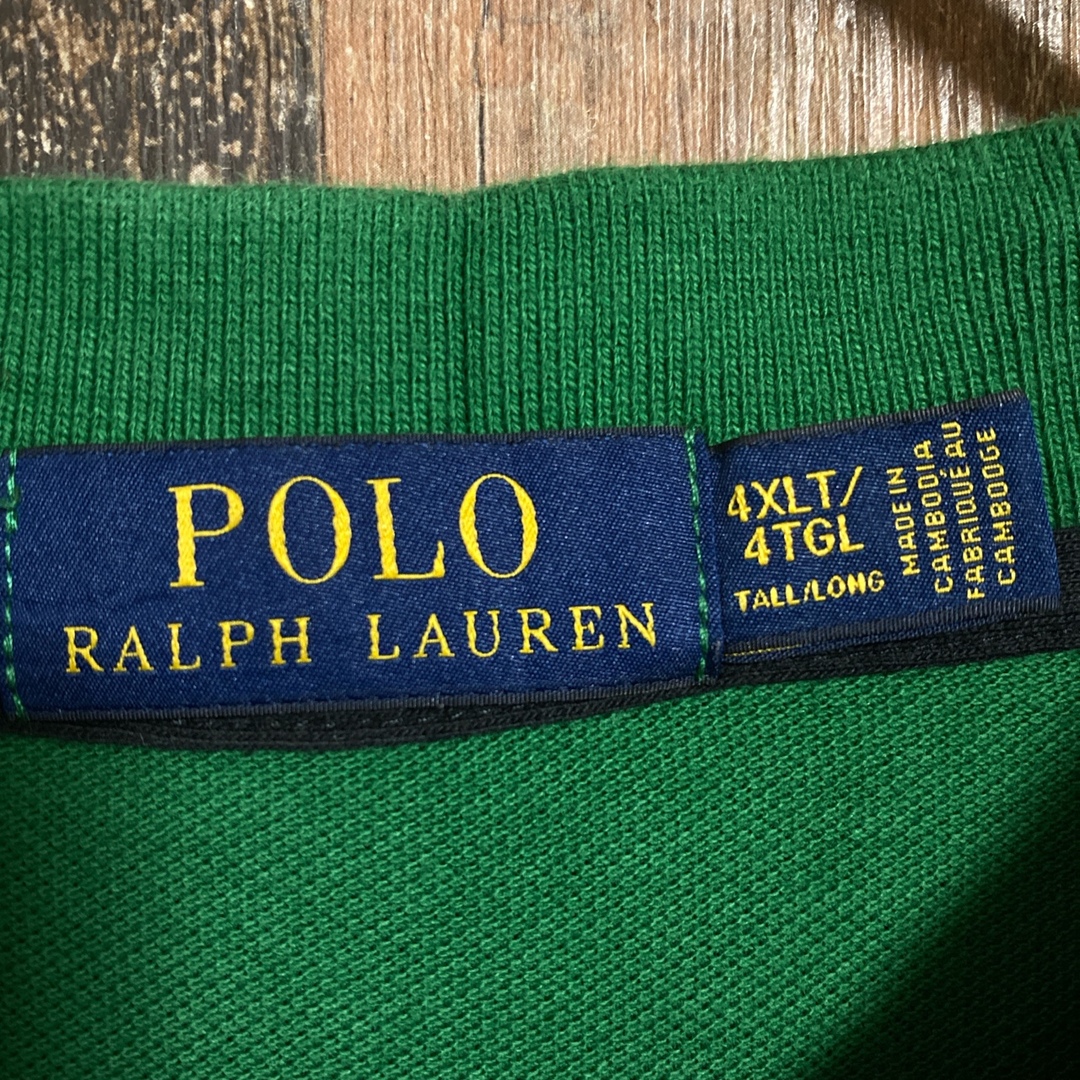 POLO
RALPH LAUREN
4XLT/
4TGL
TALL/LONG
MADE IN
CAMBODIA
FABRIQUÉ AU
CAMBODGE